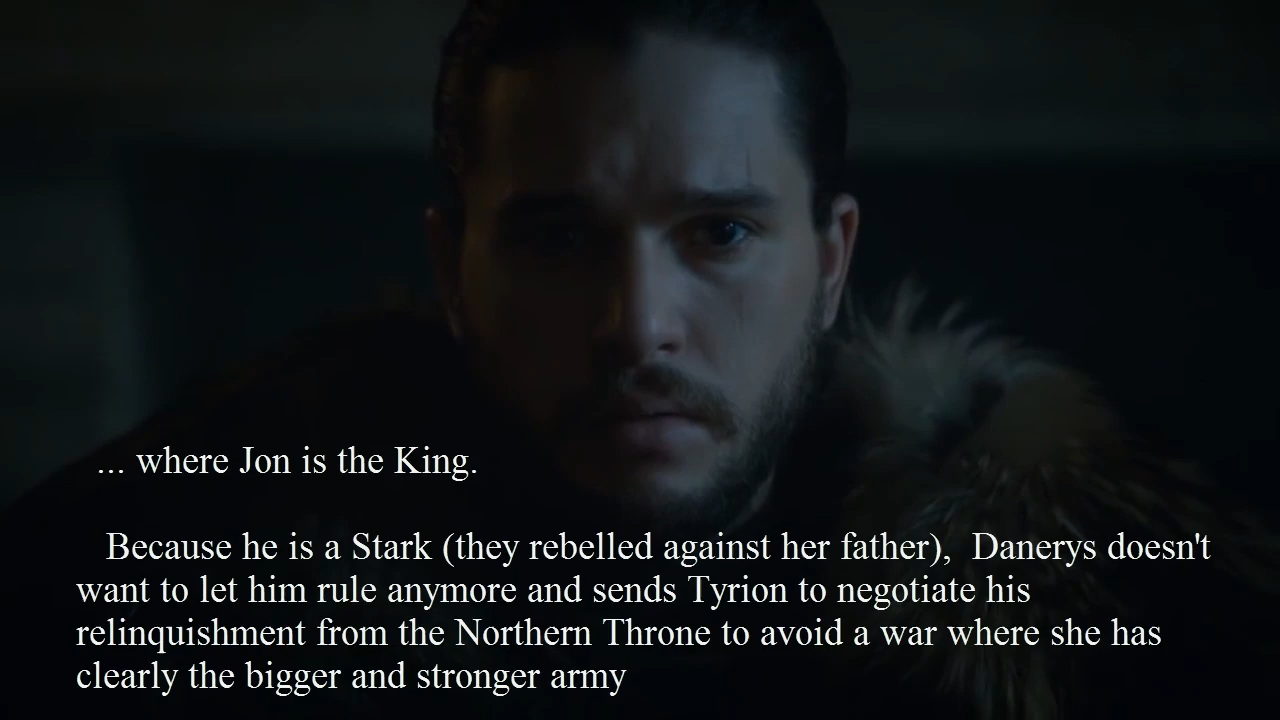 ... where Jon is the King.
Because he is a Stark (they rebelled against her father), Danerys doesn't
want to let him rule anymore and sends Tyrion to negotiate his
relinquishment from the Northern Throne to avoid a war where she has
clearly the bigger and stronger army